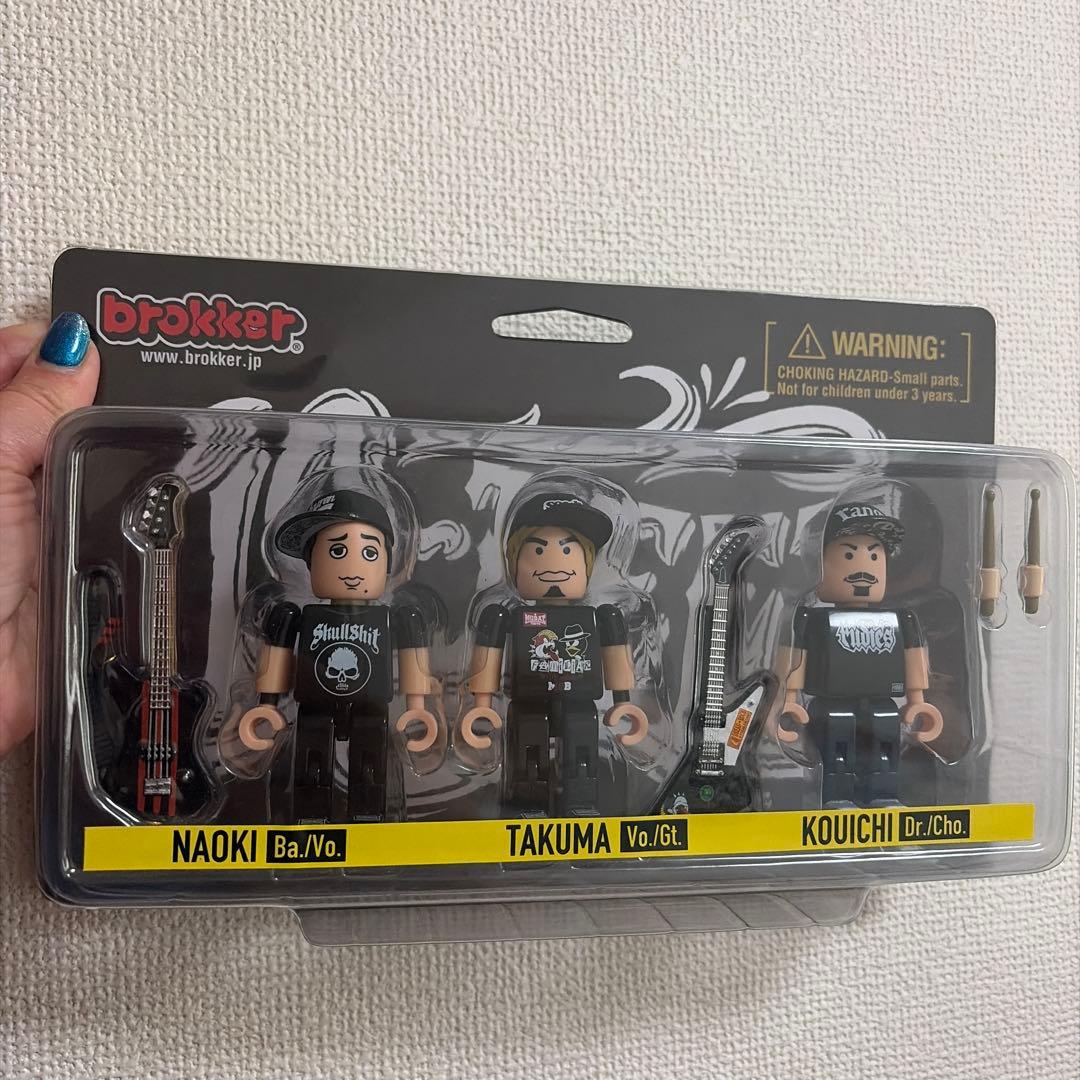 brokker®
www.brokker.jp
WARNING:
CHOKING HAZARD-Small parts.
Not for children under 3 years.
SkullShit
rudies
NAOKI Ba./Vo.
TAKUMA Vo./Gt.
KOUICHI Dr./Cho.